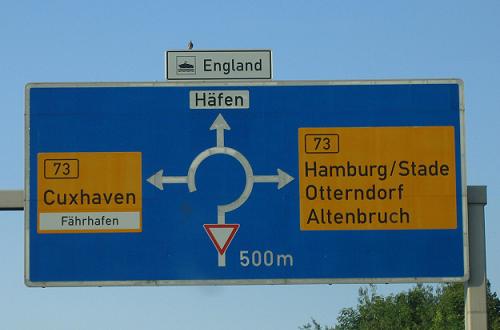 England
Häfen
73
Cuxhaven
Fährhafen
73
Hamburg/Stade
Otterndorf
Altenbruch
500m